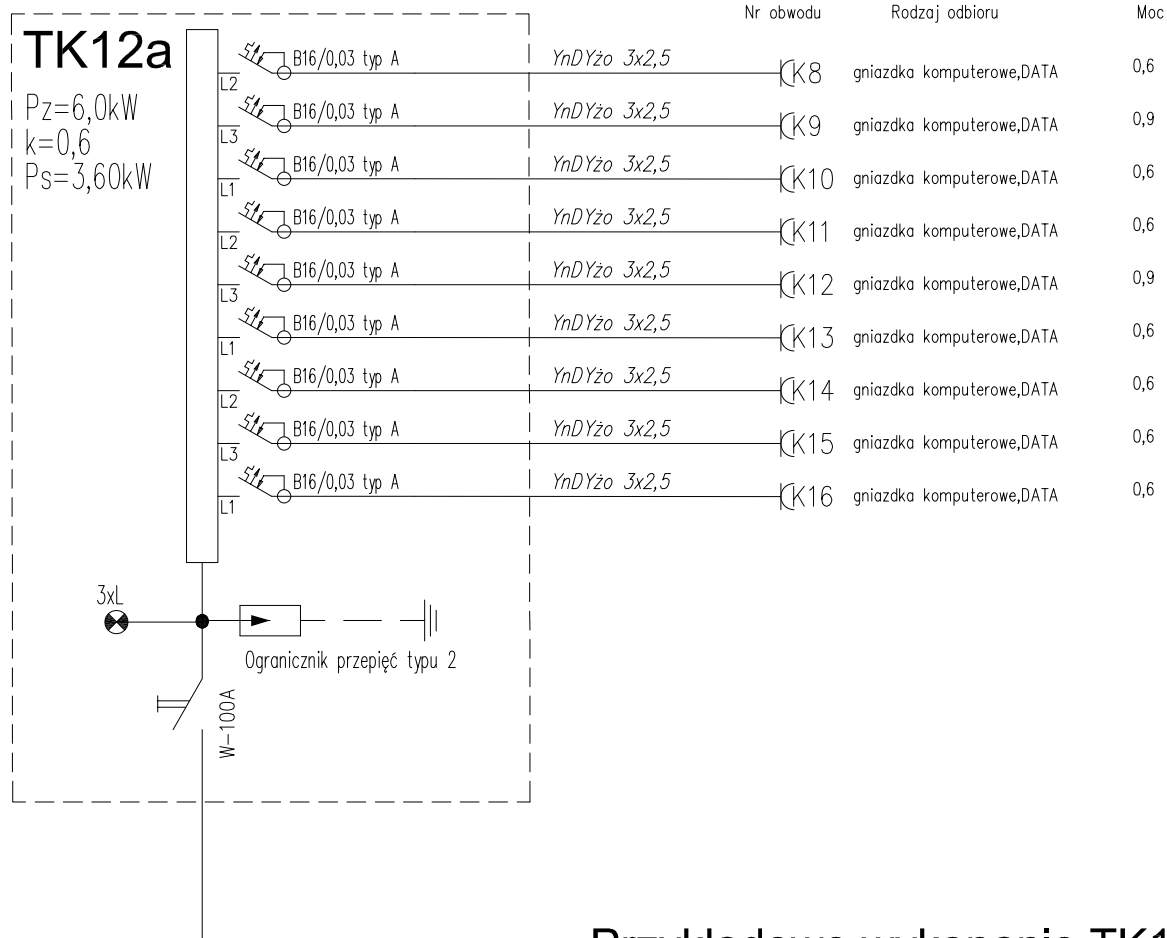 Nr obwodu Rodzaj odbioru Moc
TK12a
Pz=6,0kW
k=0,6
Ps=3,60kW
L2 B16/0,03 typ A YnDYżo 3x2,5 K8 gniazdka komputerowe,DATA 0,6
L3 B16/0,03 typ A YnDYżo 3x2,5 K9 gniazdka komputerowe,DATA 0,9
L1 B16/0,03 typ A YnDYżo 3x2,5 K10 gniazdka komputerowe,DATA 0,6
L2 B16/0,03 typ A YnDYżo 3x2,5 K11 gniazdka komputerowe,DATA 0,6
L3 B16/0,03 typ A YnDYżo 3x2,5 K12 gniazdka komputerowe,DATA 0,9
L1 B16/0,03 typ A YnDYżo 3x2,5 K13 gniazdka komputerowe,DATA 0,6
L2 B16/0,03 typ A YnDYżo 3x2,5 K14 gniazdka komputerowe,DATA 0,6
L3 B16/0,03 typ A YnDYżo 3x2,5 K15 gniazdka komputerowe,DATA 0,6
L1 B16/0,03 typ A YnDYżo 3x2,5 K16 gniazdka komputerowe,DATA 0,6
3xL
Ogranicznik przepięć typu 2
W-100A
Przykładowe wykonanie TK1